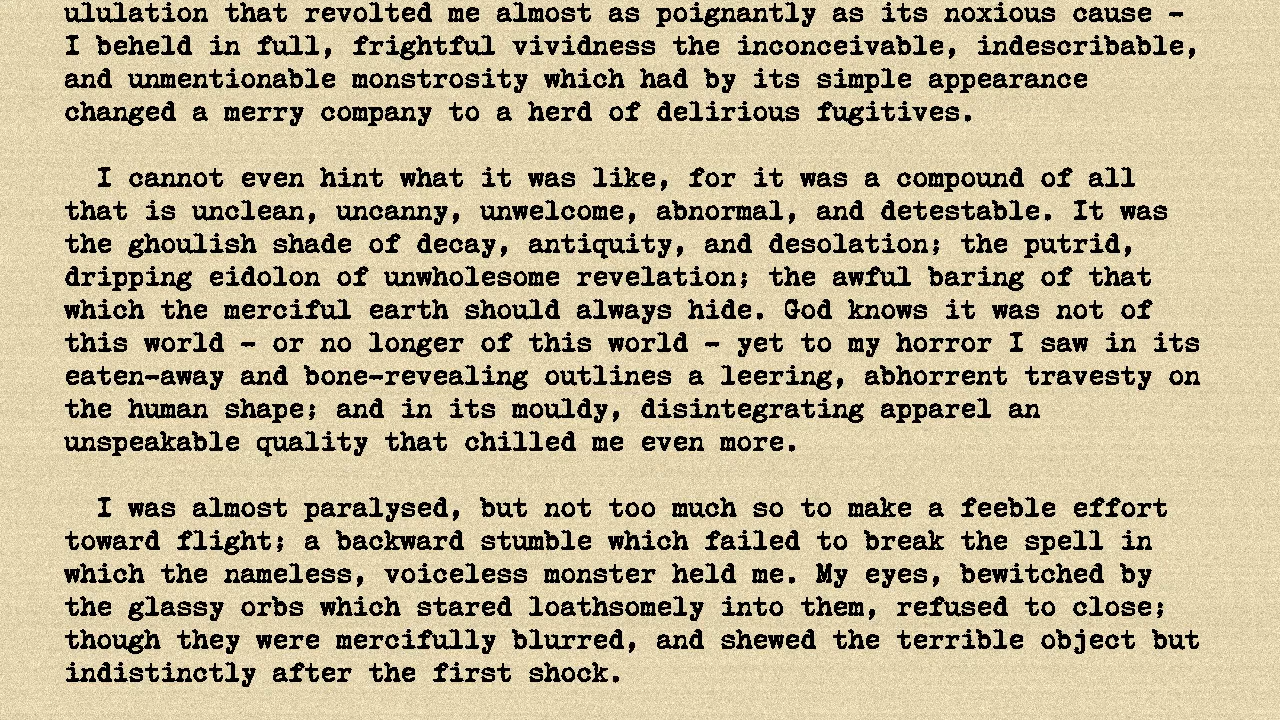 ululation that revolted me almost as poignantly as its noxious cause –
I beheld in full, frightful vividness the inconceivable, indescribable,
and unmentionable monstrosity which had by its simple appearance
changed a merry company to a herd of delirious fugitives.
I cannot even hint what it was like, for it was a compound of all
that is unclean, uncanny, unwelcome, abnormal, and detestable. It was
the ghoulish shade of decay, antiquity, and desolation; the putrid,
dripping eidolon of unwholesome revelation; the awful baring of that
which the merciful earth should always hide. God knows it was not of
this world – or no longer of this world – yet to my horror I saw in its
eaten-away and bone-revealing outlines a leering, abhorrent travesty on
the human shape; and in its mouldy, disintegrating apparel an
unspeakable quality that chilled me even more.
I was almost paralysed, but not too much so to make a feeble effort
toward flight; a backward stumble which failed to break the spell in
which the nameless, voiceless monster held me. My eyes, bewitched by
the glassy orbs which stared loathsomely into them, refused to close;
though they were mercifully blurred, and shewed the terrible object but
indistinctly after the first shock.